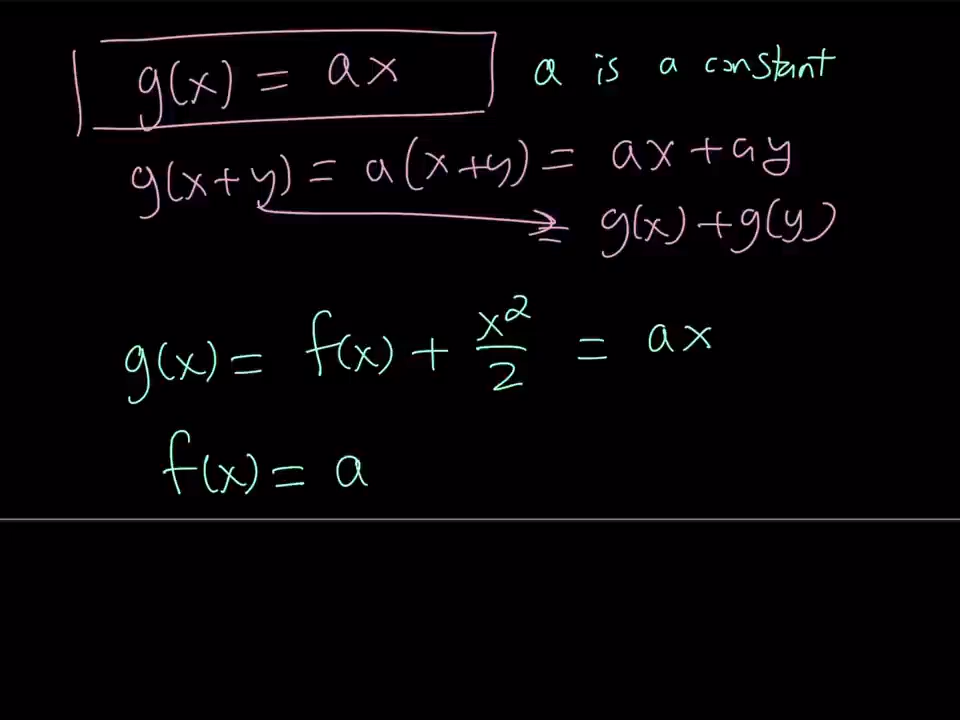 g(x) = ax a is a constant
g(x+y) = a(x+y) = ax + ay
= g(x) + g(y)
g(x) = f(x) + x²/2 = ax
f(x) = a